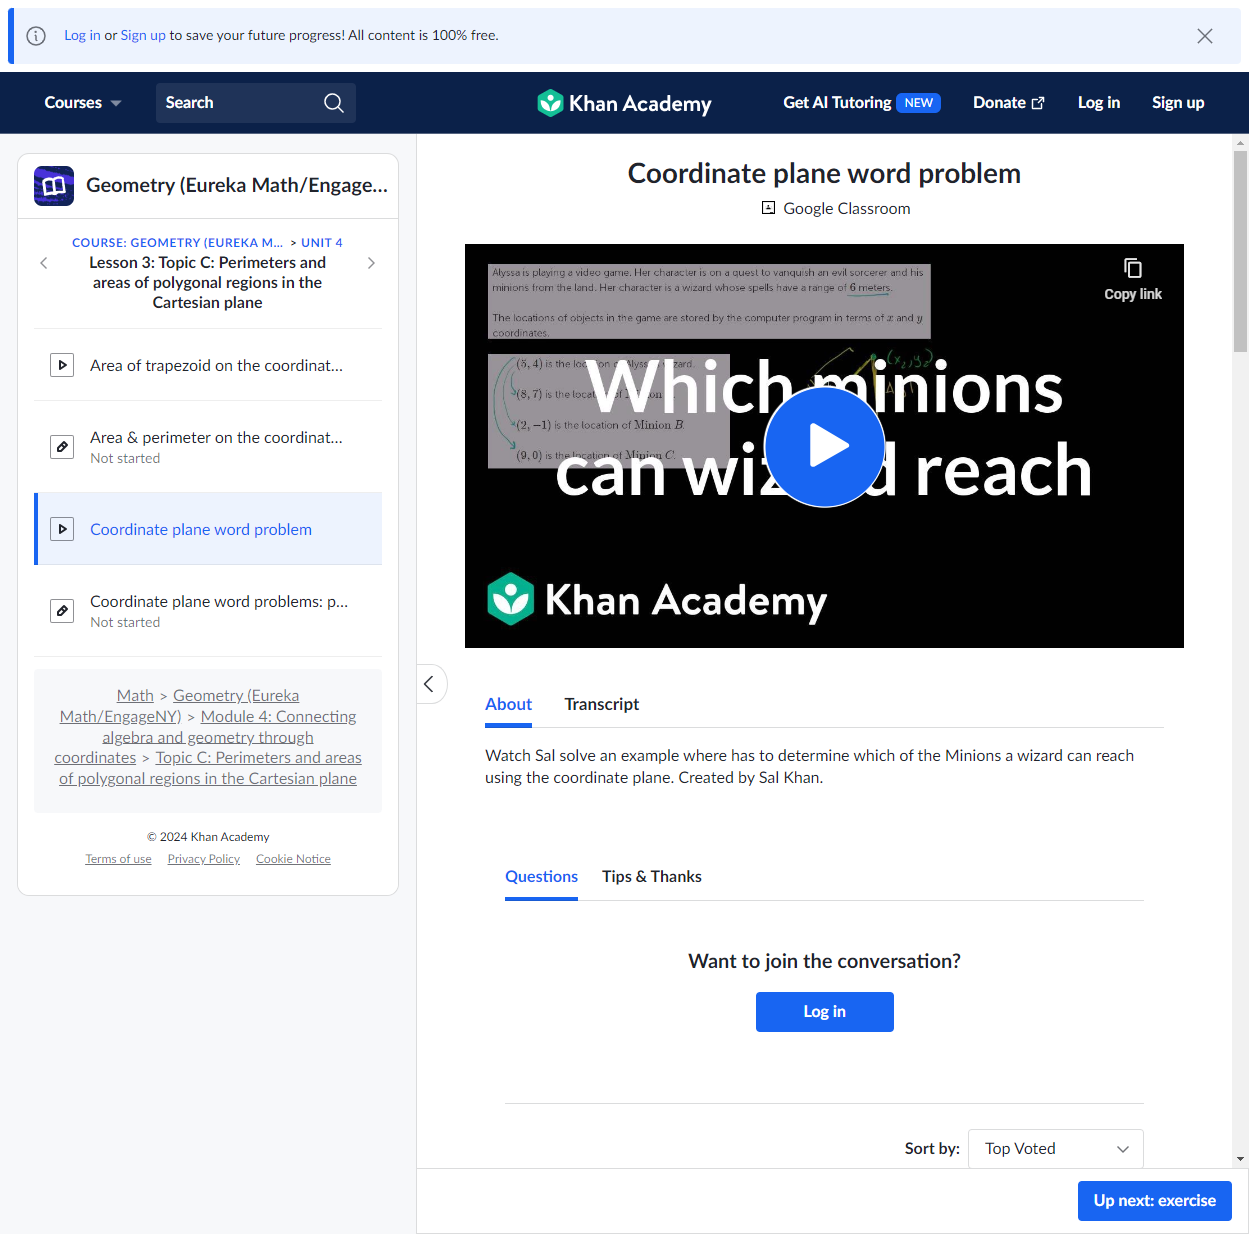 Log in or Sign up to save your future progress! All content is 100% free.
Courses
Search
Khan Academy
Get AI Tutoring NEW
Donate
Log in
Sign up
Geometry (Eureka Math/Engage...
COURSE: GEOMETRY (EUREKA M... > UNIT 4
Lesson 3: Topic C: Perimeters and
areas of polygonal regions in the
Cartesian plane
Area of trapezoid on the coordinat...
Area & perimeter on the coordinat...
Not started
Coordinate plane word problem
Coordinate plane word problems: p...
Not started
Math > Geometry (Eureka
Math/EngageNY) > Module 4: Connecting
algebra and geometry through
coordinates > Topic C: Perimeters and areas
of polygonal regions in the Cartesian plane
© 2024 Khan Academy
Terms of use Privacy Policy Cookie Notice
Coordinate plane word problem
Google Classroom
Alyssa is playing a video game. Her character is on a quest to vanquish an evil sorcerer and his
minions from the land. Her character is a wizard whose spells have a range of 6 meters.
The locations of objects in the game are stored by the computer program in terms of x and y
coordinates.
Copy link
(5, 4) is the location of Alyssa's wizard.
(8, 7) is the location of
(2, −1) is the location of Minion B.
(9, 0) is the location of Minion C.
(x₂, y₂)
Which minions
can wizard reach
Khan Academy
About
Transcript
Watch Sal solve an example where has to determine which of the Minions a wizard can reach
using the coordinate plane. Created by Sal Khan.
Questions
Tips & Thanks
Want to join the conversation?
Log in
Sort by:
Top Voted
Up next: exercise